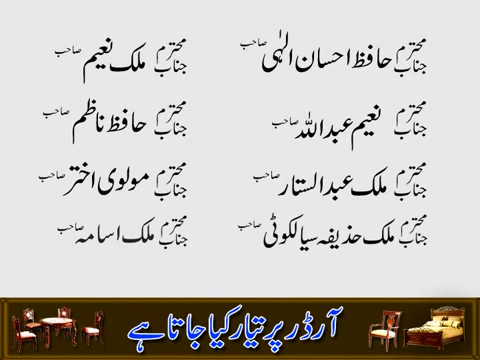 محترم جناب حافظ احسان الٰہی صاحب
محترم جناب ملک نعیم صاحب
محترم جناب نعیم عبداللہ صاحب
محترم جناب حافظ ناظم صاحب
محترم جناب ملک عبدالستار صاحب
محترم جناب مولوی اختر صاحب
محترم جناب ملک حذیفہ سیالکوٹی صاحب
محترم جناب ملک اسامہ صاحب
آرڈر پر تیار کیا جاتا ہے